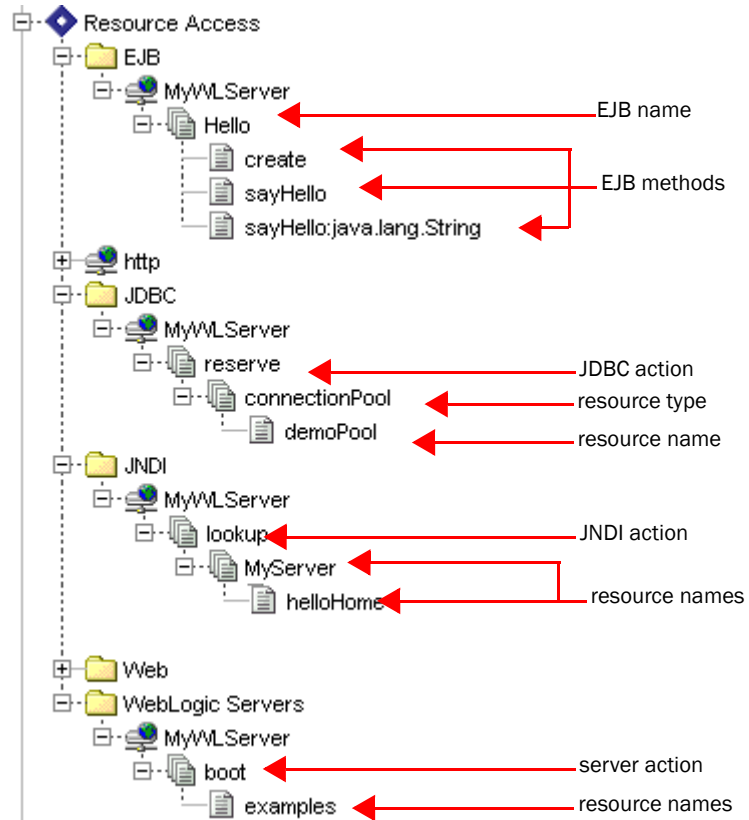 Resource Access
EJB
MyWLServer
Hello
EJB name
create
sayHello
EJB methods
sayHello:java.lang.String
http
JDBC
MyWLServer
reserve
JDBC action
connectionPool
resource type
demoPool
resource name
JNDI
MyWLServer
lookup
JNDI action
MyServer
helloHome
resource names
Web
WebLogic Servers
MyWLServer
boot
server action
examples
resource names